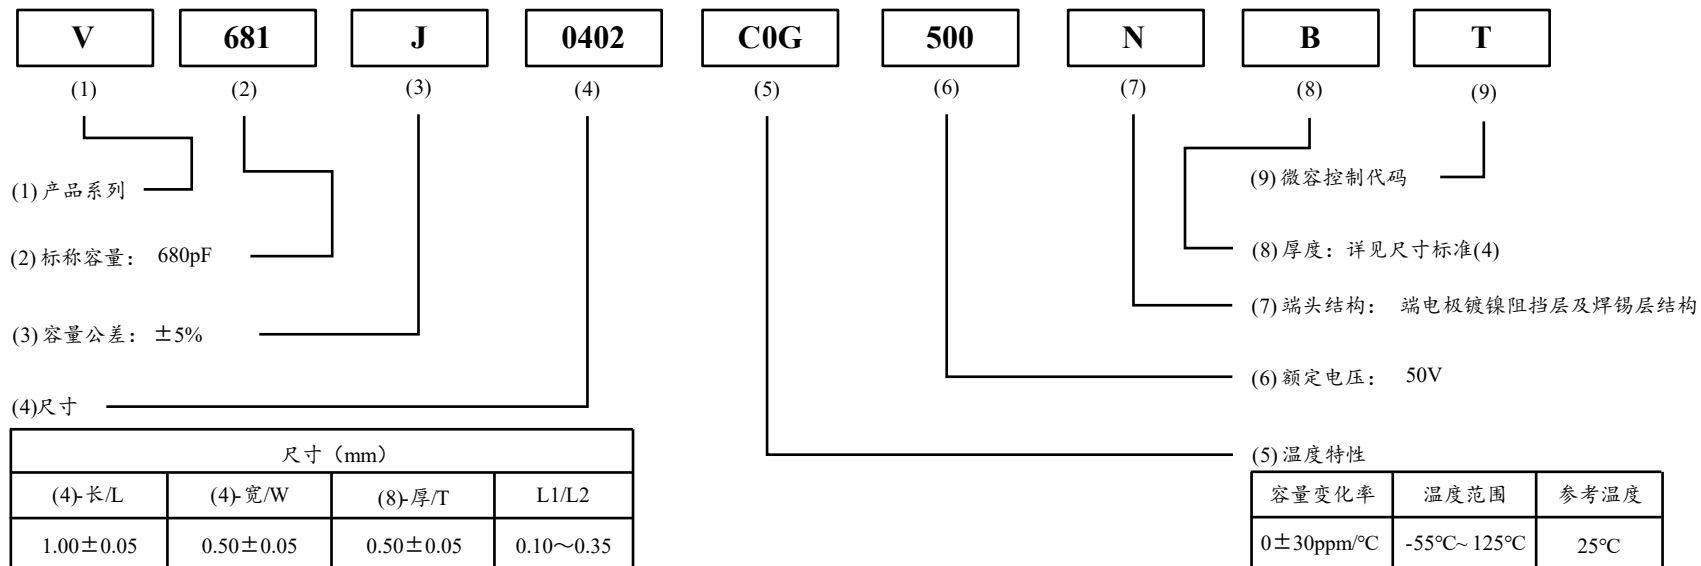 V 681 J 0402 C0G 500 N B T
(1) (2) (3) (4) (5) (6) (7) (8) (9)
(1)产品系列
(9)微容控制代码
(2)标称容量： 680pF
(8)厚度：详见尺寸标准(4)
(7)端头结构： 端电极镀镍阻挡层及焊锡层结构
(3)容量公差：±5%
(6)额定电压： 50V
(4)尺寸
尺寸（mm）
(4)-长/L (4)-宽/W (8)-厚/T L1/L2
1.00±0.05 0.50±0.05 0.50±0.05 0.10～0.35
(5)温度特性
容量变化率 温度范围 参考温度
0±30ppm/℃ -55℃~ 125℃ 25℃